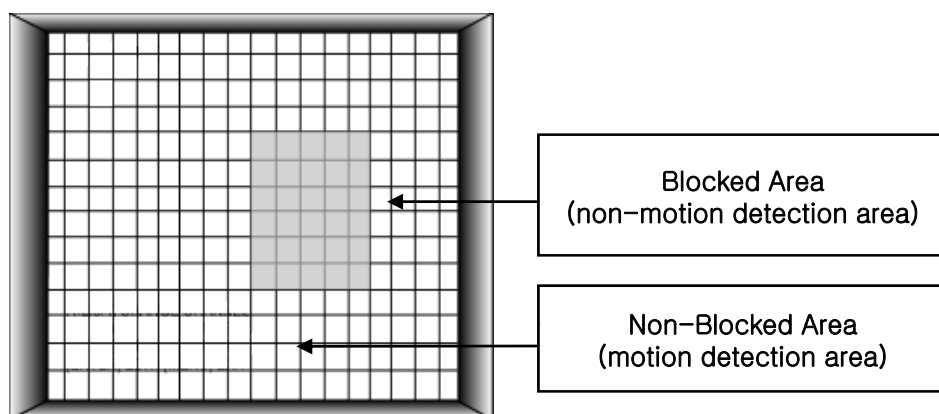 Blocked Area
(non-motion detection area)
Non-Blocked Area
(motion detection area)